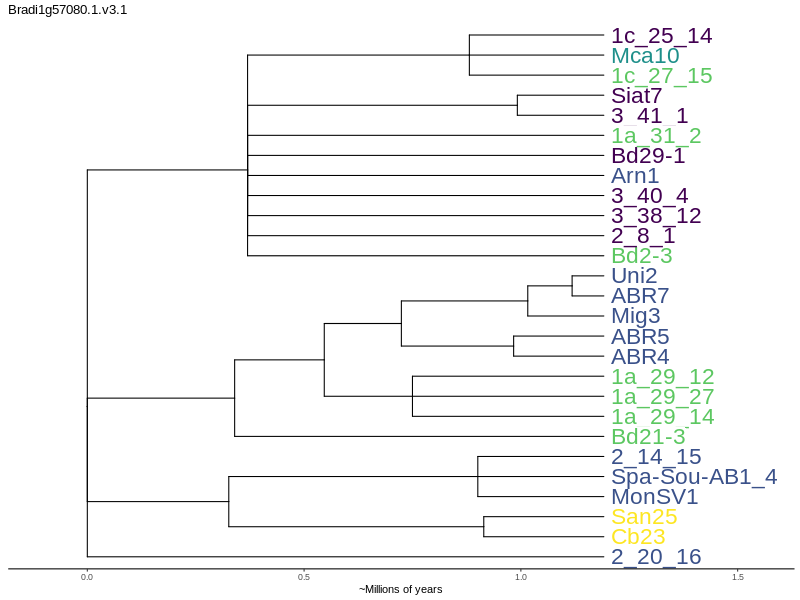 Bradi1g57080.1.v3.1
1c_25_14
Mca10
1c_27_15
Siat7
3_41_1
1a_31_2
Bd29-1
Arn1
3_40_4
3_38_12
2_8_1
Bd2-3
Uni2
ABR7
Mig3
ABR5
ABR4
1a_29_12
1a_29_27
1a_29_14
Bd21-3
2_14_15
Spa-Sou-AB1_4
MonSV1
San25
Cb23
2_20_16
0.0 0.5 1.0 1.5
~Millions of years